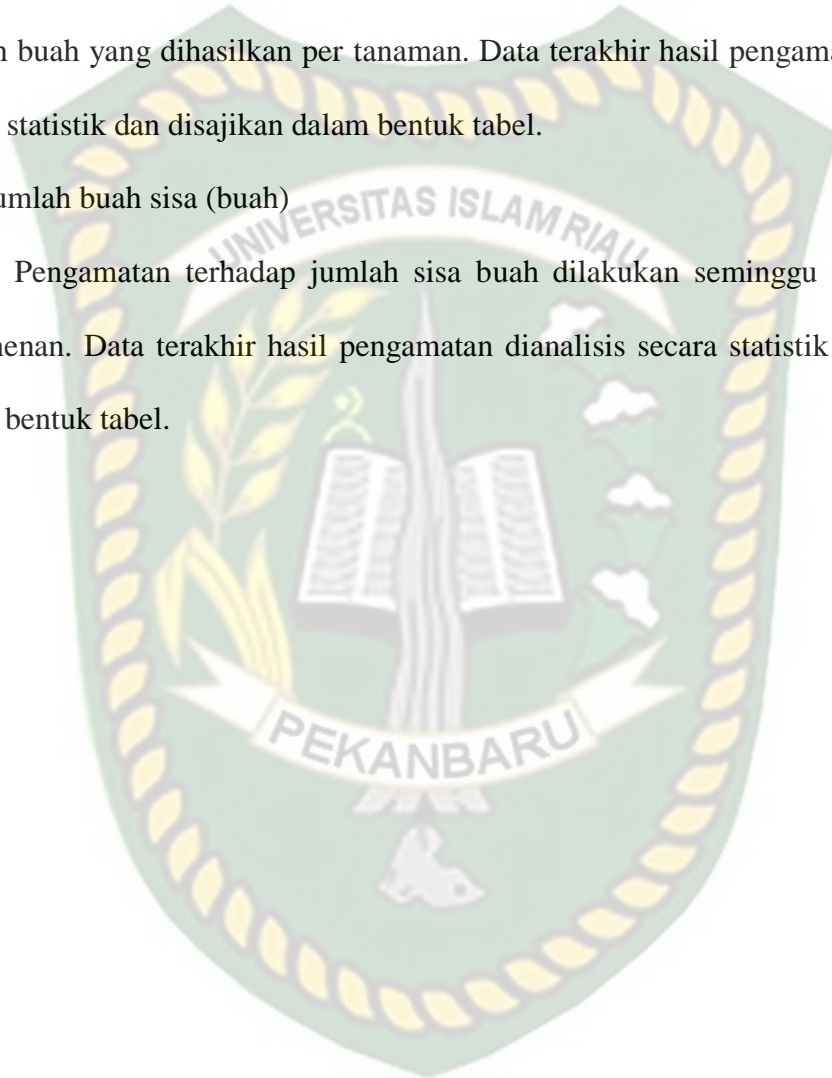 buah yang dihasilkan per tanaman. Data terakhir hasil pengama
statistik dan disajikan dalam bentuk tabel.
umlah buah sisa (buah)
UNIVERSITAS ISLAM RIAU
Pengamatan terhadap jumlah sisa buah dilakukan seminggu
nenan. Data terakhir hasil pengamatan dianalisis secara statistik
bentuk tabel.
PEKANBARU